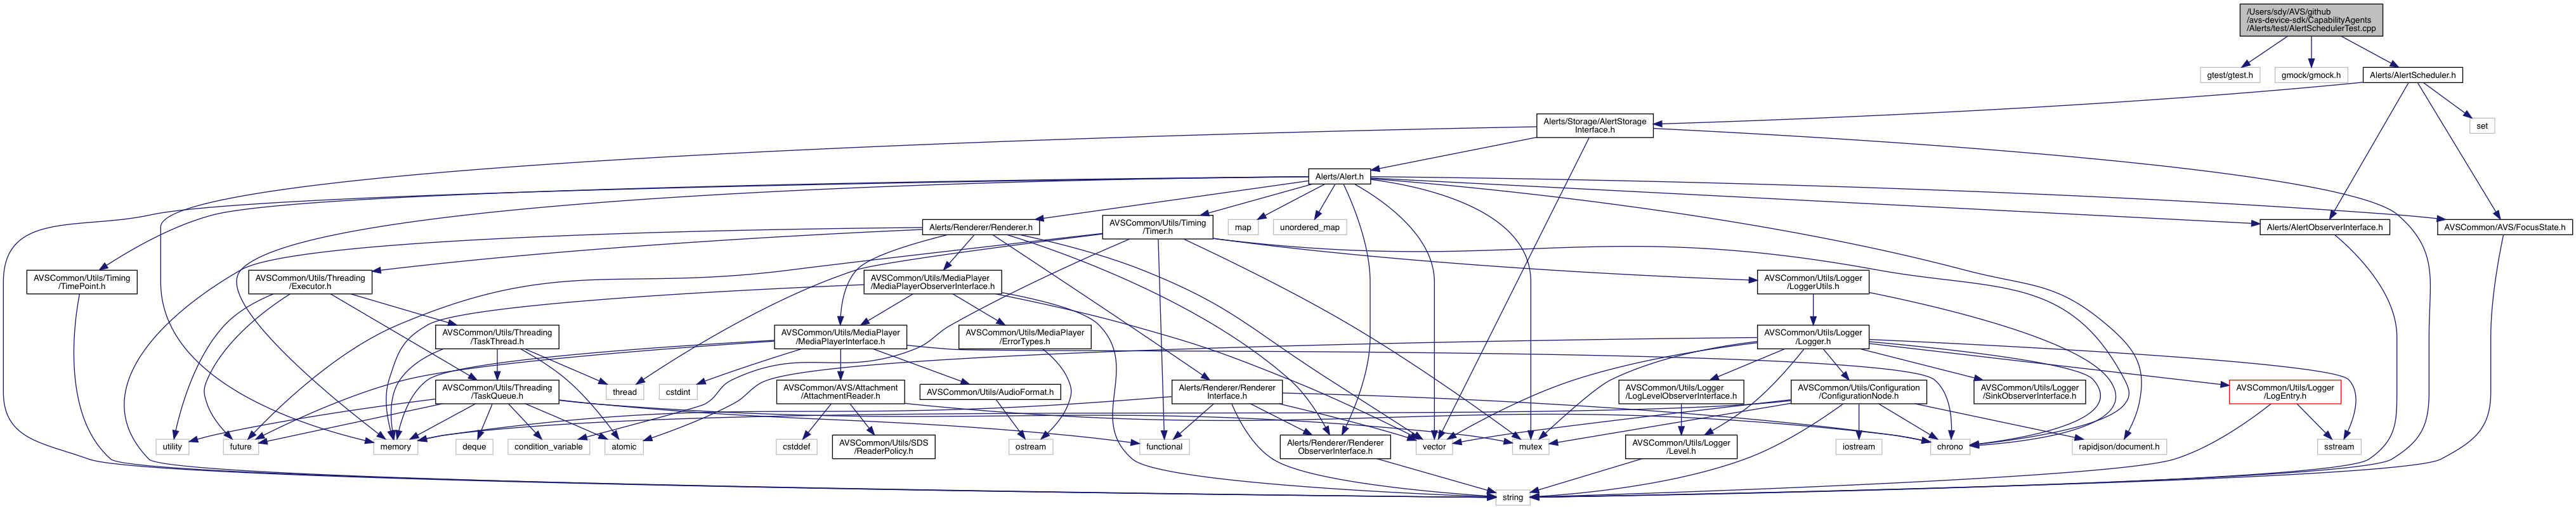 /Users/sdy/AVS/github
/avs-device-sdk/CapabilityAgents
/Alerts/test/AlertSchedulerTest.cpp
gtest/gtest.h
gmock/gmock.h
Alerts/AlertScheduler.h
Alerts/Storage/AlertStorage
Interface.h
set
Alerts/Alert.h
Alerts/Renderer/Renderer.h
AVSCommon/Utils/Timing
/Timer.h
map
unordered_map
Alerts/AlertObserverInterface.h
AVSCommon/AVS/FocusState.h
AVSCommon/Utils/Timing
/TimePoint.h
AVSCommon/Utils/Threading
/Executor.h
AVSCommon/Utils/MediaPlayer
/MediaPlayerObserverInterface.h
AVSCommon/Utils/Logger
/LoggerUtils.h
AVSCommon/Utils/Threading
/TaskThread.h
AVSCommon/Utils/MediaPlayer
/MediaPlayerInterface.h
AVSCommon/Utils/MediaPlayer
/ErrorTypes.h
AVSCommon/Utils/Logger
/Logger.h
AVSCommon/Utils/Threading
/TaskQueue.h
thread
cstdint
AVSCommon/AVS/Attachment
/AttachmentReader.h
AVSCommon/Utils/AudioFormat.h
Alerts/Renderer/Renderer
Interface.h
AVSCommon/Utils/Logger
/LogLevelObserverInterface.h
AVSCommon/Utils/Configuration
/ConfigurationNode.h
AVSCommon/Utils/Logger
/SinkObserverInterface.h
AVSCommon/Utils/Logger
/LogEntry.h
utility
future
memory
deque
condition_variable
atomic
cstddef
AVSCommon/Utils/SDS
/ReaderPolicy.h
ostream
functional
Alerts/Renderer/Renderer
ObserverInterface.h
vector
mutex
AVSCommon/Utils/Logger
/Level.h
iostream
chrono
rapidjson/document.h
sstream
string